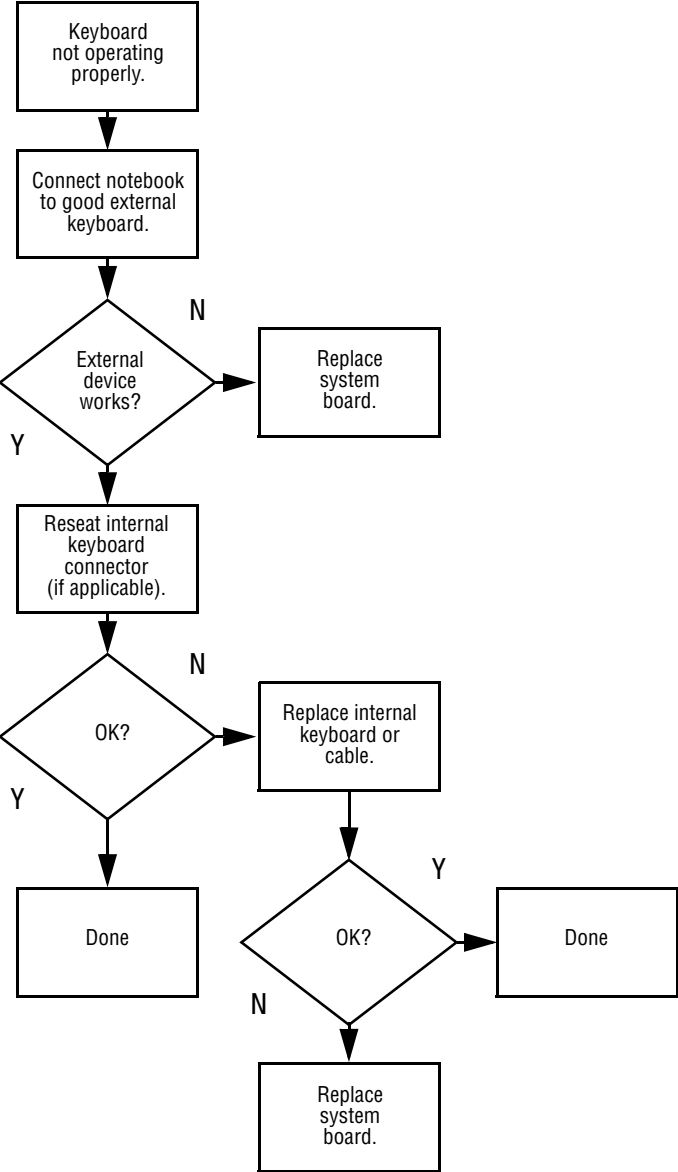 Keyboard
not operating
properly.
Connect notebook
to good external
keyboard.
N
External
device
works?
Replace
system
board.
Y
Reseat internal
keyboard
connector
(if applicable).
N
OK?
Replace internal
keyboard or
cable.
Y
Y
Done
OK?
Done
N
Replace
system
board.